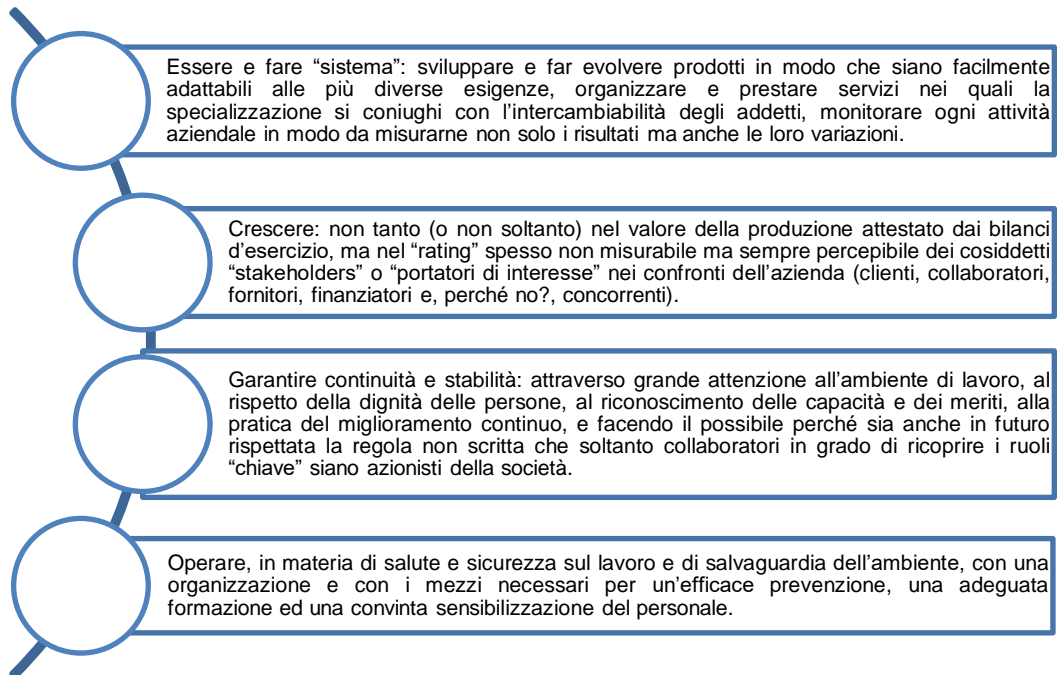 Essere e fare “sistema”: sviluppare e far evolvere prodotti in modo che siano facilmente
adattabili alle più diverse esigenze, organizzare e prestare servizi nei quali la
specializzazione si coniughi con l’intercambiabilità degli addetti, monitorare ogni attività
aziendale in modo da misurarne non solo i risultati ma anche le loro variazioni.
Crescere: non tanto (o non soltanto) nel valore della produzione attestato dai bilanci
d’esercizio, ma nel “rating” spesso non misurabile ma sempre percepibile dei cosiddetti
“stakeholders” o “portatori di interesse” nei confronti dell’azienda (clienti, collaboratori,
fornitori, finanziatori e, perché no?, concorrenti).
Garantire continuità e stabilità: attraverso grande attenzione all’ambiente di lavoro, al
rispetto della dignità delle persone, al riconoscimento delle capacità e dei meriti, alla
pratica del miglioramento continuo, e facendo il possibile perché sia anche in futuro
rispettata la regola non scritta che soltanto collaboratori in grado di ricoprire i ruoli
“chiave” siano azionisti della società.
Operare, in materia di salute e sicurezza sul lavoro e di salvaguardia dell’ambiente, con una
organizzazione e con i mezzi necessari per un’efficace prevenzione, una adeguata
formazione ed una convinta sensibilizzazione del personale.